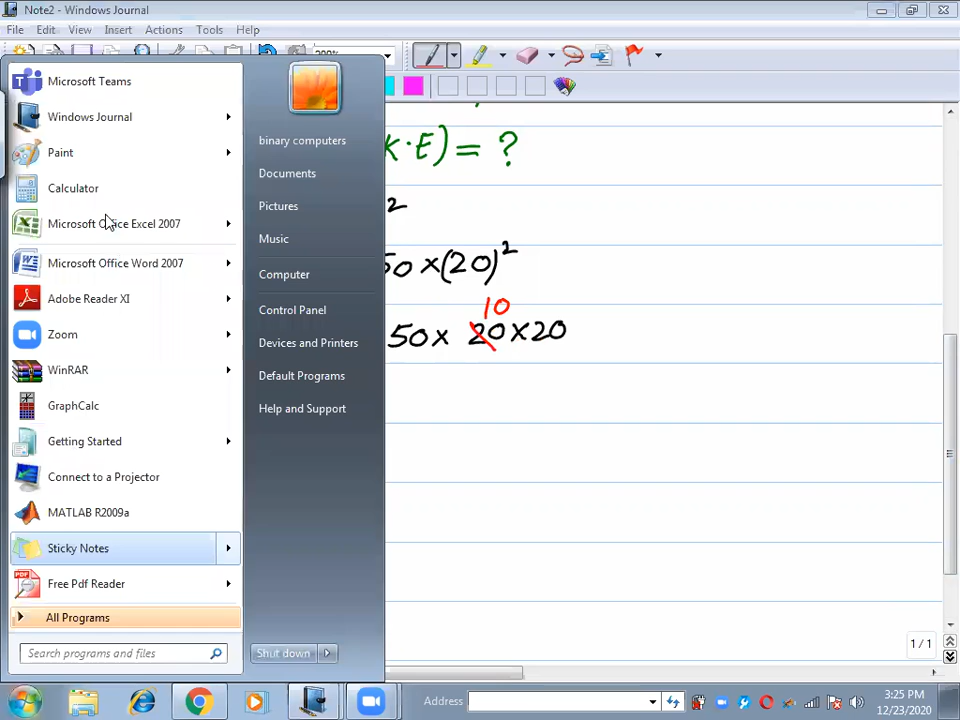 Note2 - Windows Journal
File Edit View Insert Actions Tools Help
Microsoft Teams
Windows Journal
Paint
Calculator
Microsoft Office Excel 2007
Microsoft Office Word 2007
Adobe Reader XI
Zoom
WinRAR
GraphCalc
Getting Started
Connect to a Projector
MATLAB R2009a
Sticky Notes
Free Pdf Reader
All Programs
Search programs and files
binary computers
Documents
Pictures
Music
Computer
Control Panel
Devices and Printers
Default Programs
Help and Support
Shut down
K·E) = ?
2
50 × (20)²
10
50 × 20 × 20
1 / 1
Address
3:25 PM
12/23/2020